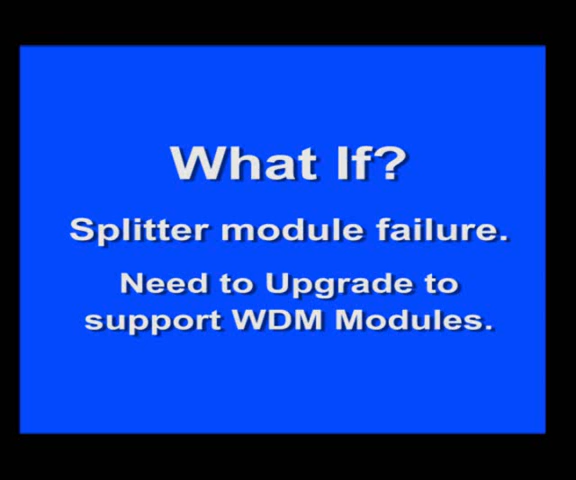 What If?
Splitter module failure.
Need to Upgrade to
support WDM Modules.